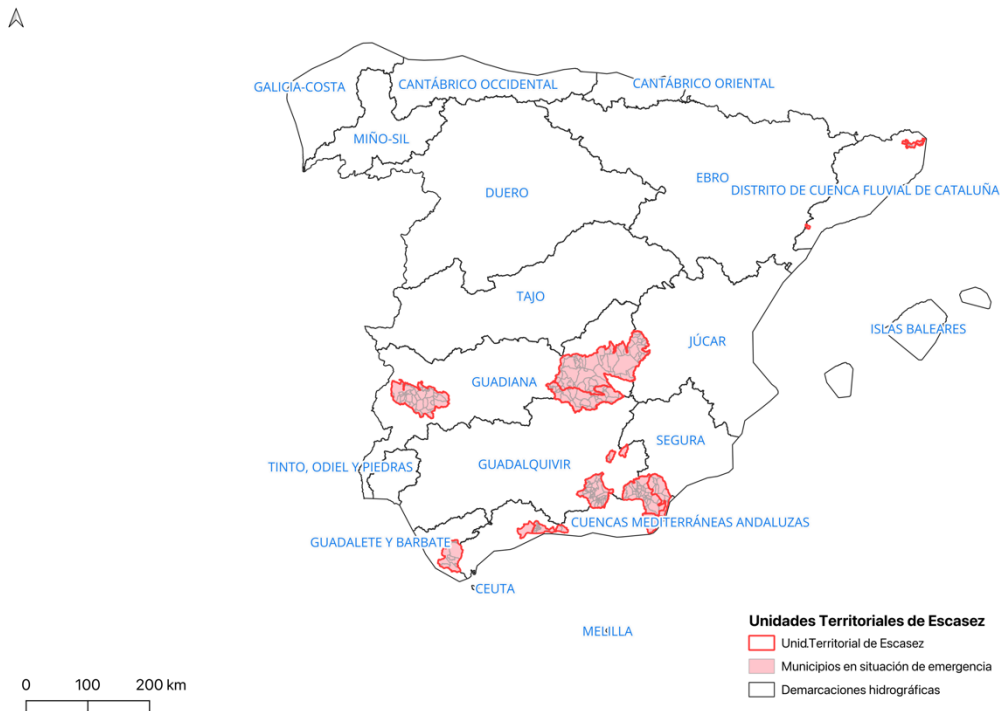 GALICIA-COSTA
CANTÁBRICO OCCIDENTAL
CANTÁBRICO ORIENTAL
MIÑO-SIL
DUERO
EBRO
DISTRITO DE CUENCA FLUVIAL DE CATALUÑA
TAJO
ISLAS BALEARES
JÚCAR
GUADIANA
SEGURA
TINTO, ODIEL Y PIEDRAS
GUADALQUIVIR
CUENCAS MEDITERRÁNEAS ANDALUZAS
GUADALETE Y BARBATE
CEUTA
MELILLA
Unidades Territoriales de Escasez
Unid.Territorial de Escasez
Municipios en situación de emergencia
Demarcaciones hidrográficas
0 100 200 km